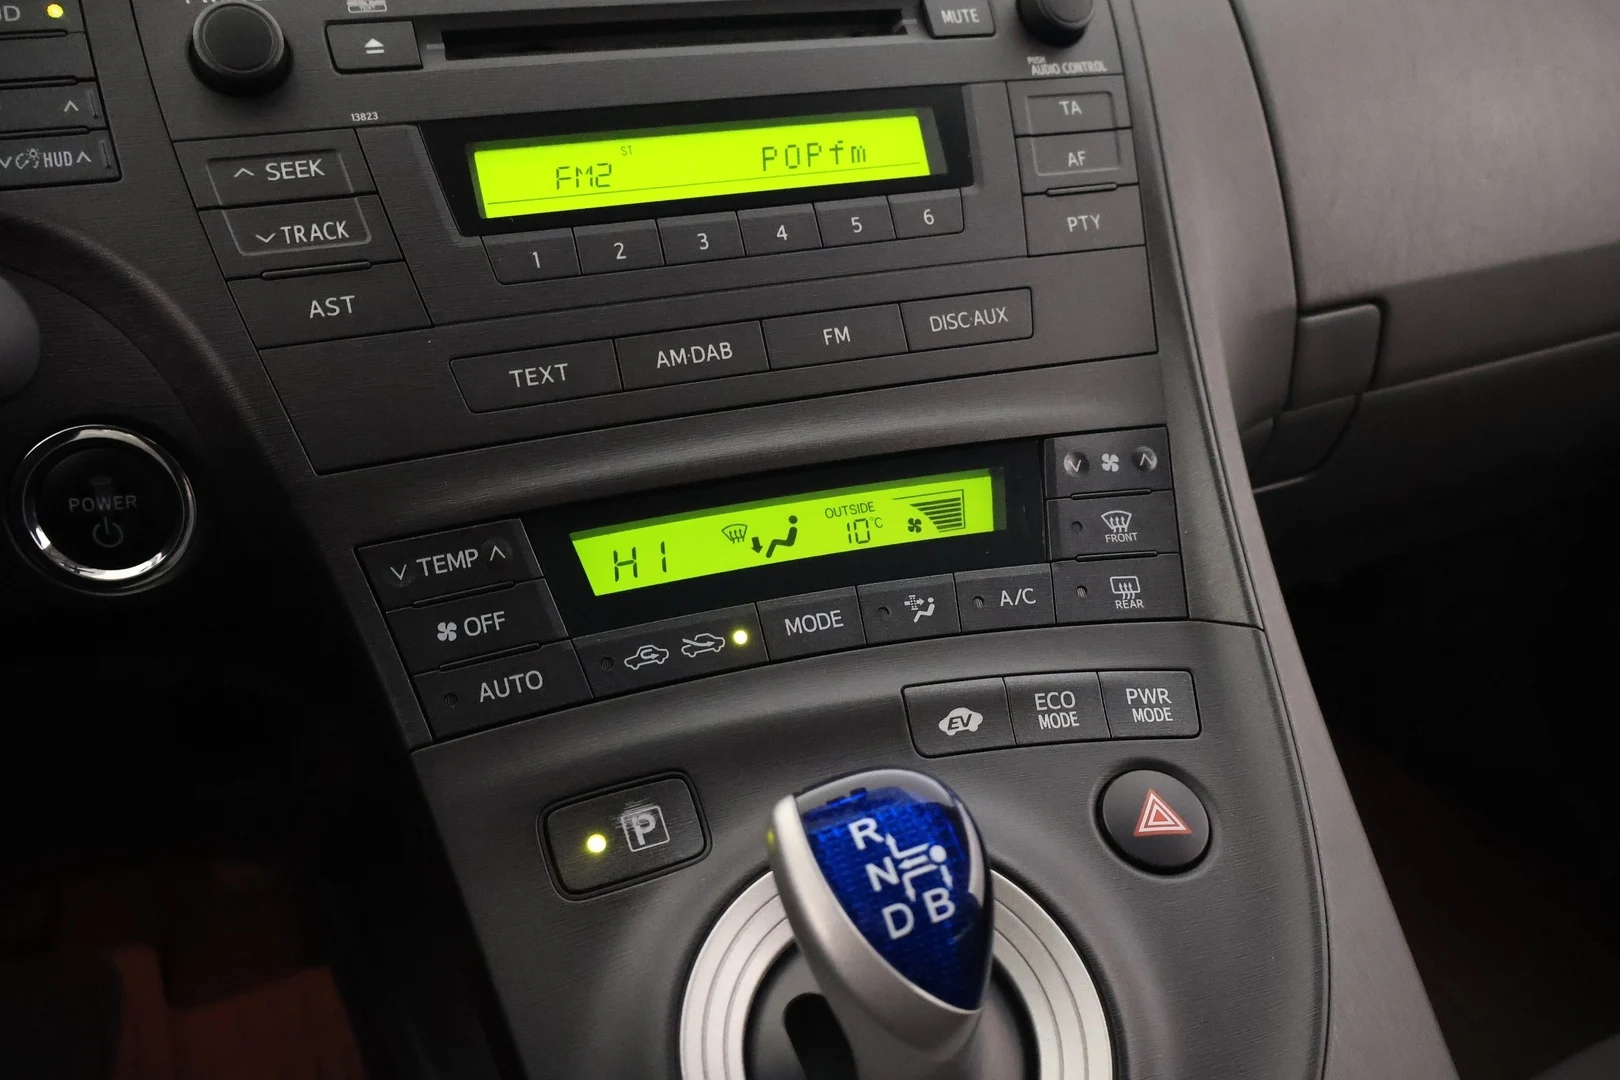 MUTE
PUSH
AUDIO CONTROL
13823
TA
HUD
ST
FM2 POPfm
AF
SEEK
TRACK
1 2 3 4 5 6
PTY
AST
TEXT AM·DAB FM DISC·AUX
POWER
TEMP
HI
OUTSIDE
10°C
FRONT
OFF
MODE
A/C
REAR
AUTO
EV
ECO
MODE
PWR
MODE
P
R
N
D B